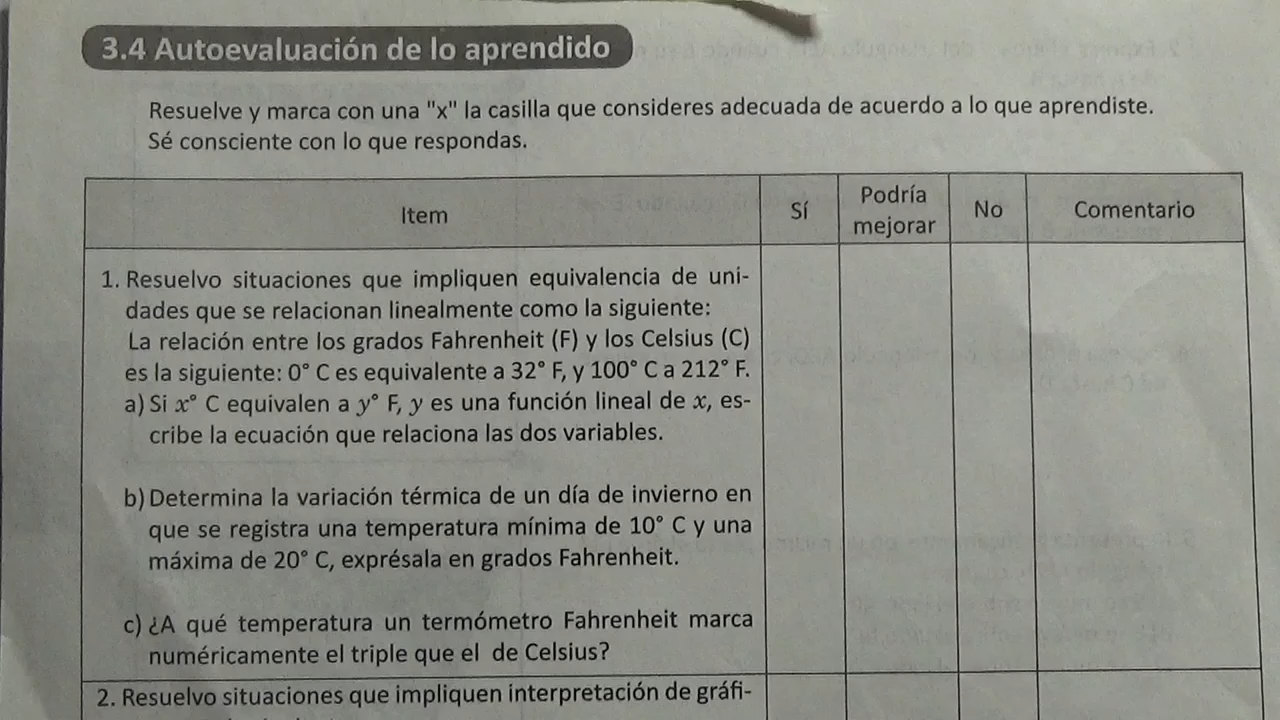 3.4 Autoevaluación de lo aprendido
Resuelve y marca con una "x" la casilla que consideres adecuada de acuerdo a lo que aprendiste.
Sé consciente con lo que respondas.
Item
Sí
Podría
mejorar
No
Comentario
1. Resuelvo situaciones que impliquen equivalencia de uni-
dades que se relacionan linealmente como la siguiente:
La relación entre los grados Fahrenheit (F) y los Celsius (C)
es la siguiente: 0° C es equivalente a 32° F, y 100° C a 212° F.
a) Si x° C equivalen a y° F, y es una función lineal de x, es-
cribe la ecuación que relaciona las dos variables.
b) Determina la variación térmica de un día de invierno en
que se registra una temperatura mínima de 10° C y una
máxima de 20° C, exprésala en grados Fahrenheit.
c) ¿A qué temperatura un termómetro Fahrenheit marca
numéricamente el triple que el de Celsius?
2. Resuelvo situaciones que impliquen interpretación de gráfi-